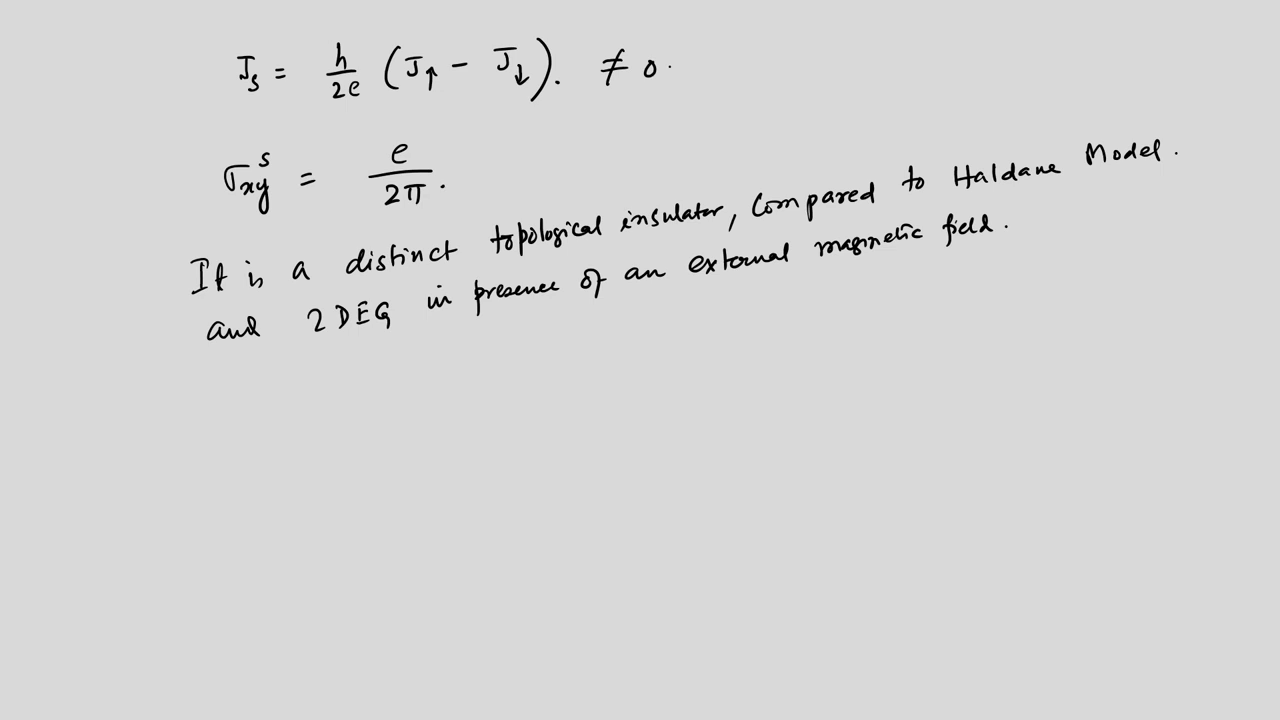 J_s = h/2e (J↑ − J↓). ≠ 0.
σ_xy^s = e/2π.
It is a distinct topological insulator, compared to Haldane Model.
and 2DEG in presence of an external magnetic field.